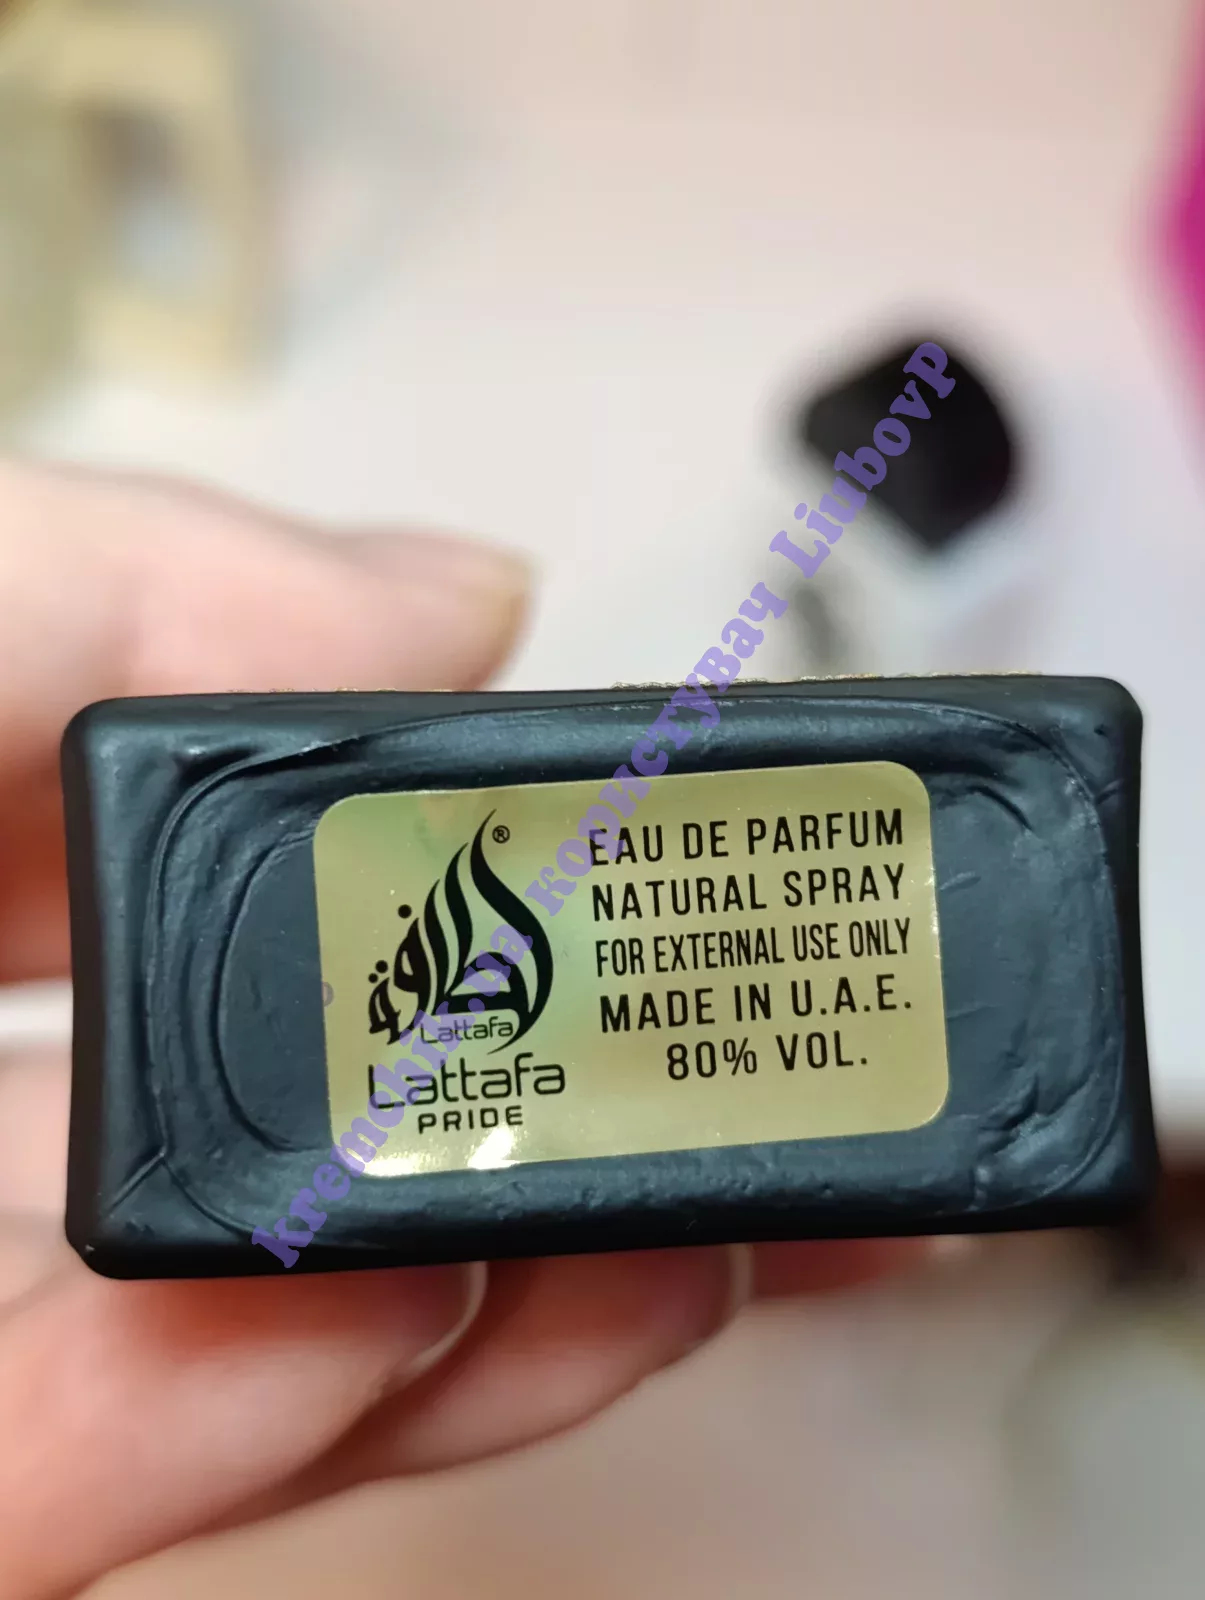 لطافة
®
Lattafa
Lattafa
PRIDE
EAU DE PARFUM
NATURAL SPRAY
FOR EXTERNAL USE ONLY
MADE IN U.A.E.
80% VOL.
kremchik.ua користувач LiubovP